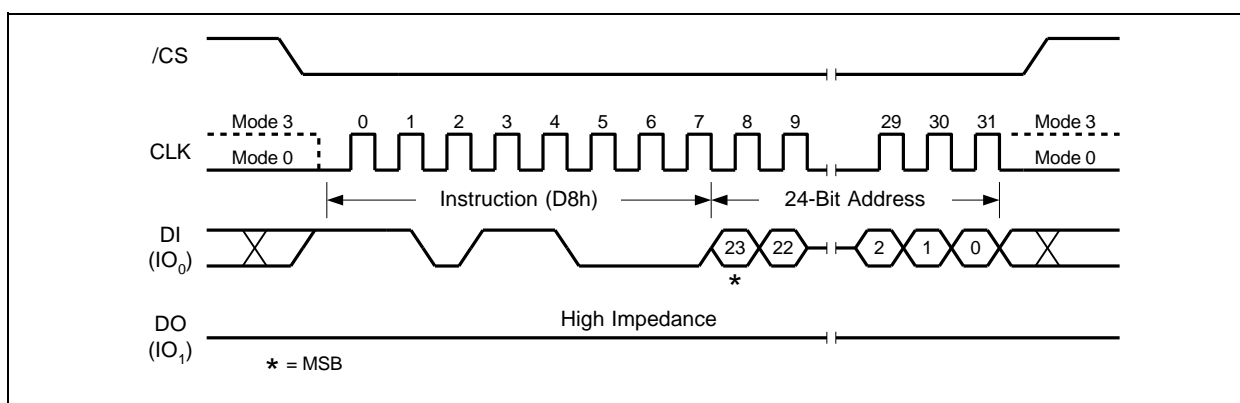 /CS
Mode 3
0 1 2 3 4 5 6 7 8 9 29 30 31
Mode 3
CLK
Mode 0
Mode 0
Instruction (D8h)
24-Bit Address
DI
(IO0)
23 22 2 1 0
*
DO
(IO1)
High Impedance
* = MSB